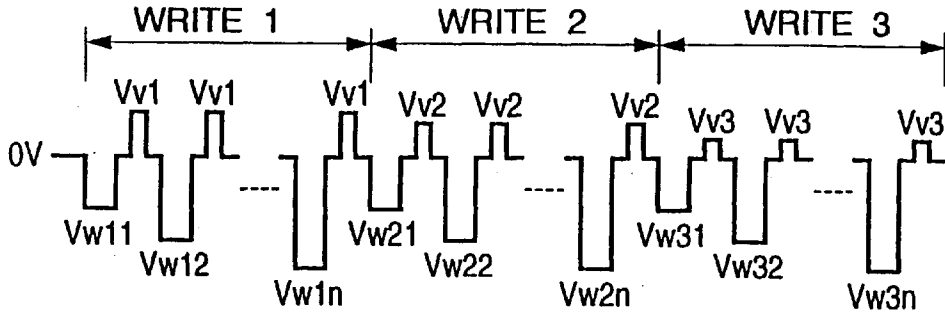 WRITE 1 WRITE 2 WRITE 3
Vv1 Vv1 Vv1 Vv2 Vv2 Vv2 Vv3 Vv3 Vv3
0V
Vw11 Vw21 Vw31
Vw12 Vw22 Vw32
Vw1n Vw2n Vw3n